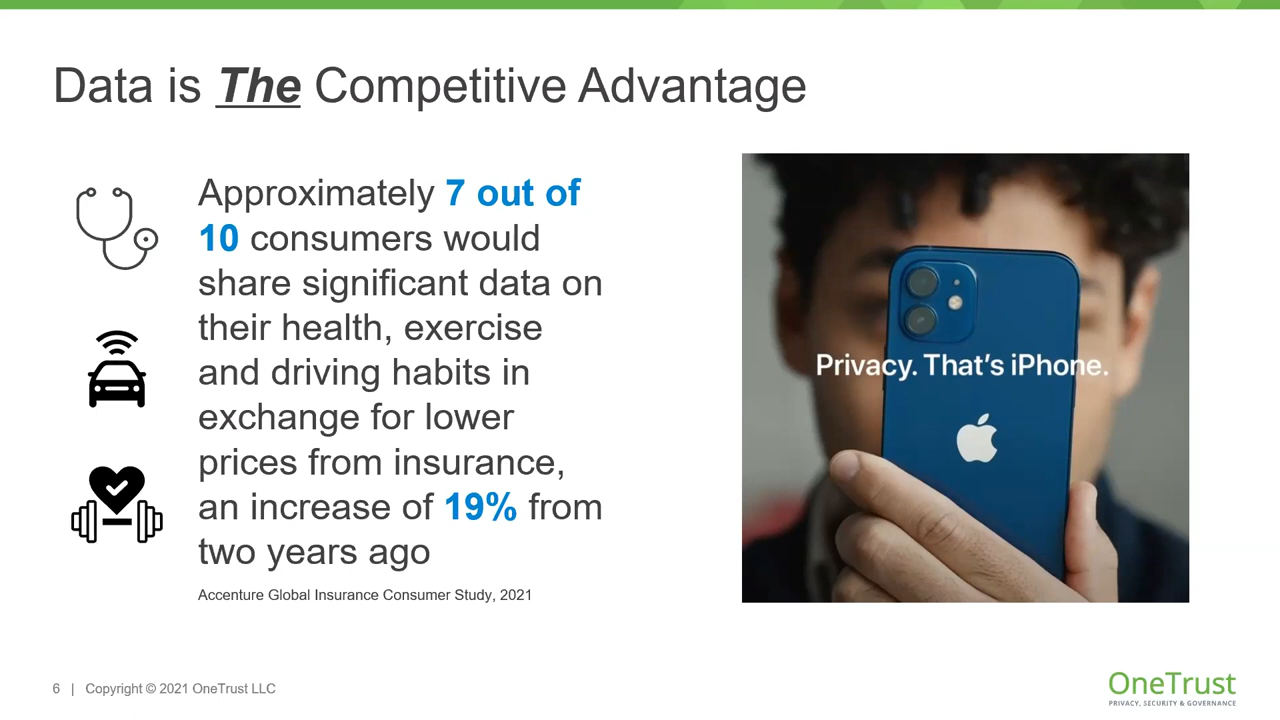 Data is The Competitive Advantage
Approximately 7 out of
10 consumers would
share significant data on
their health, exercise
and driving habits in
exchange for lower
prices from insurance,
an increase of 19% from
two years ago
Accenture Global Insurance Consumer Study, 2021
Privacy. That's iPhone.
6 | Copyright © 2021 OneTrust LLC
OneTrust
PRIVACY, SECURITY & GOVERNANCE